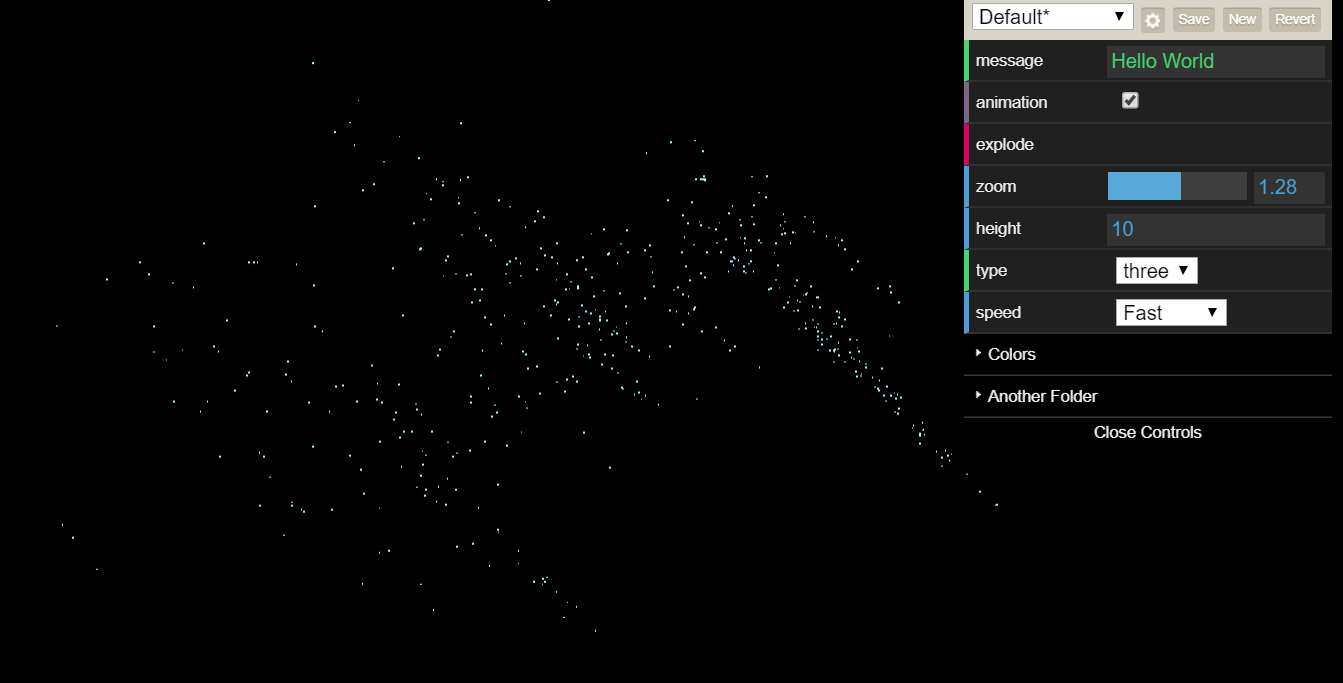 Default*
Save New Revert
message Hello World
animation
explode
zoom 1.28
height 10
type three
speed Fast
Colors
Another Folder
Close Controls